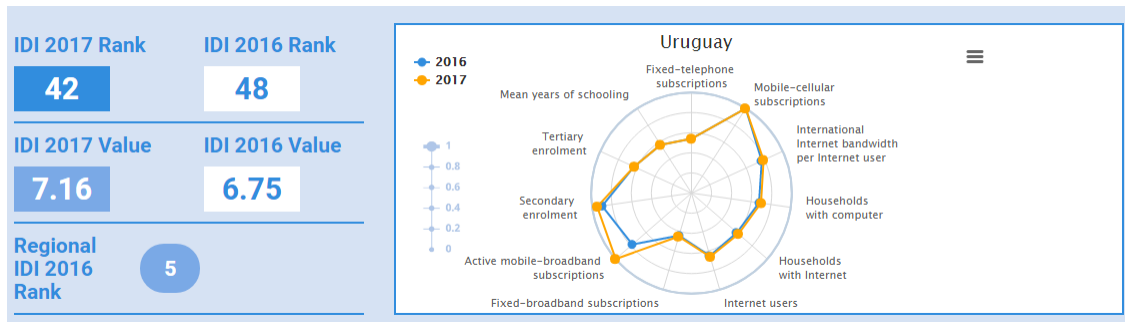 IDI 2017 Rank
IDI 2016 Rank
42
48
IDI 2017 Value
IDI 2016 Value
7.16
6.75
Regional
IDI 2016
Rank
5
Uruguay
2016
2017
1
0.8
0.6
0.4
0.2
0
Fixed-telephone
subscriptions
Mobile-cellular
subscriptions
International
Internet bandwidth
per Internet user
Households
with computer
Households
with Internet
Internet users
Fixed-broadband subscriptions
Active mobile-broadband
subscriptions
Secondary
enrolment
Tertiary
enrolment
Mean years of schooling